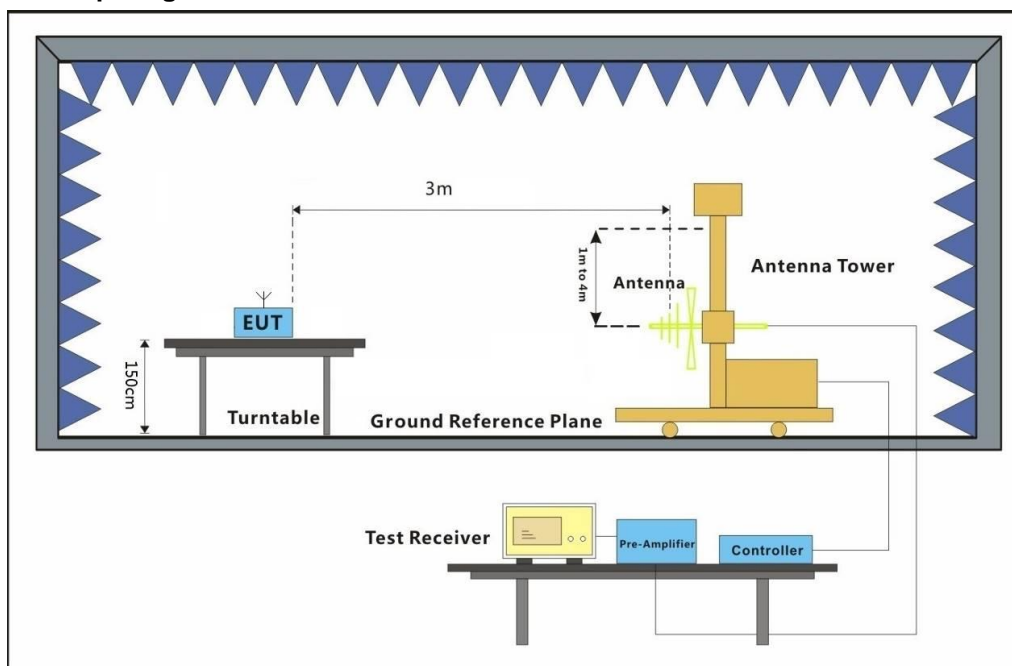 3m
1m to 4m
Antenna
Antenna Tower
EUT
150cm
Turntable
Ground Reference Plane
Test Receiver
Pre-Amplifier
Controller